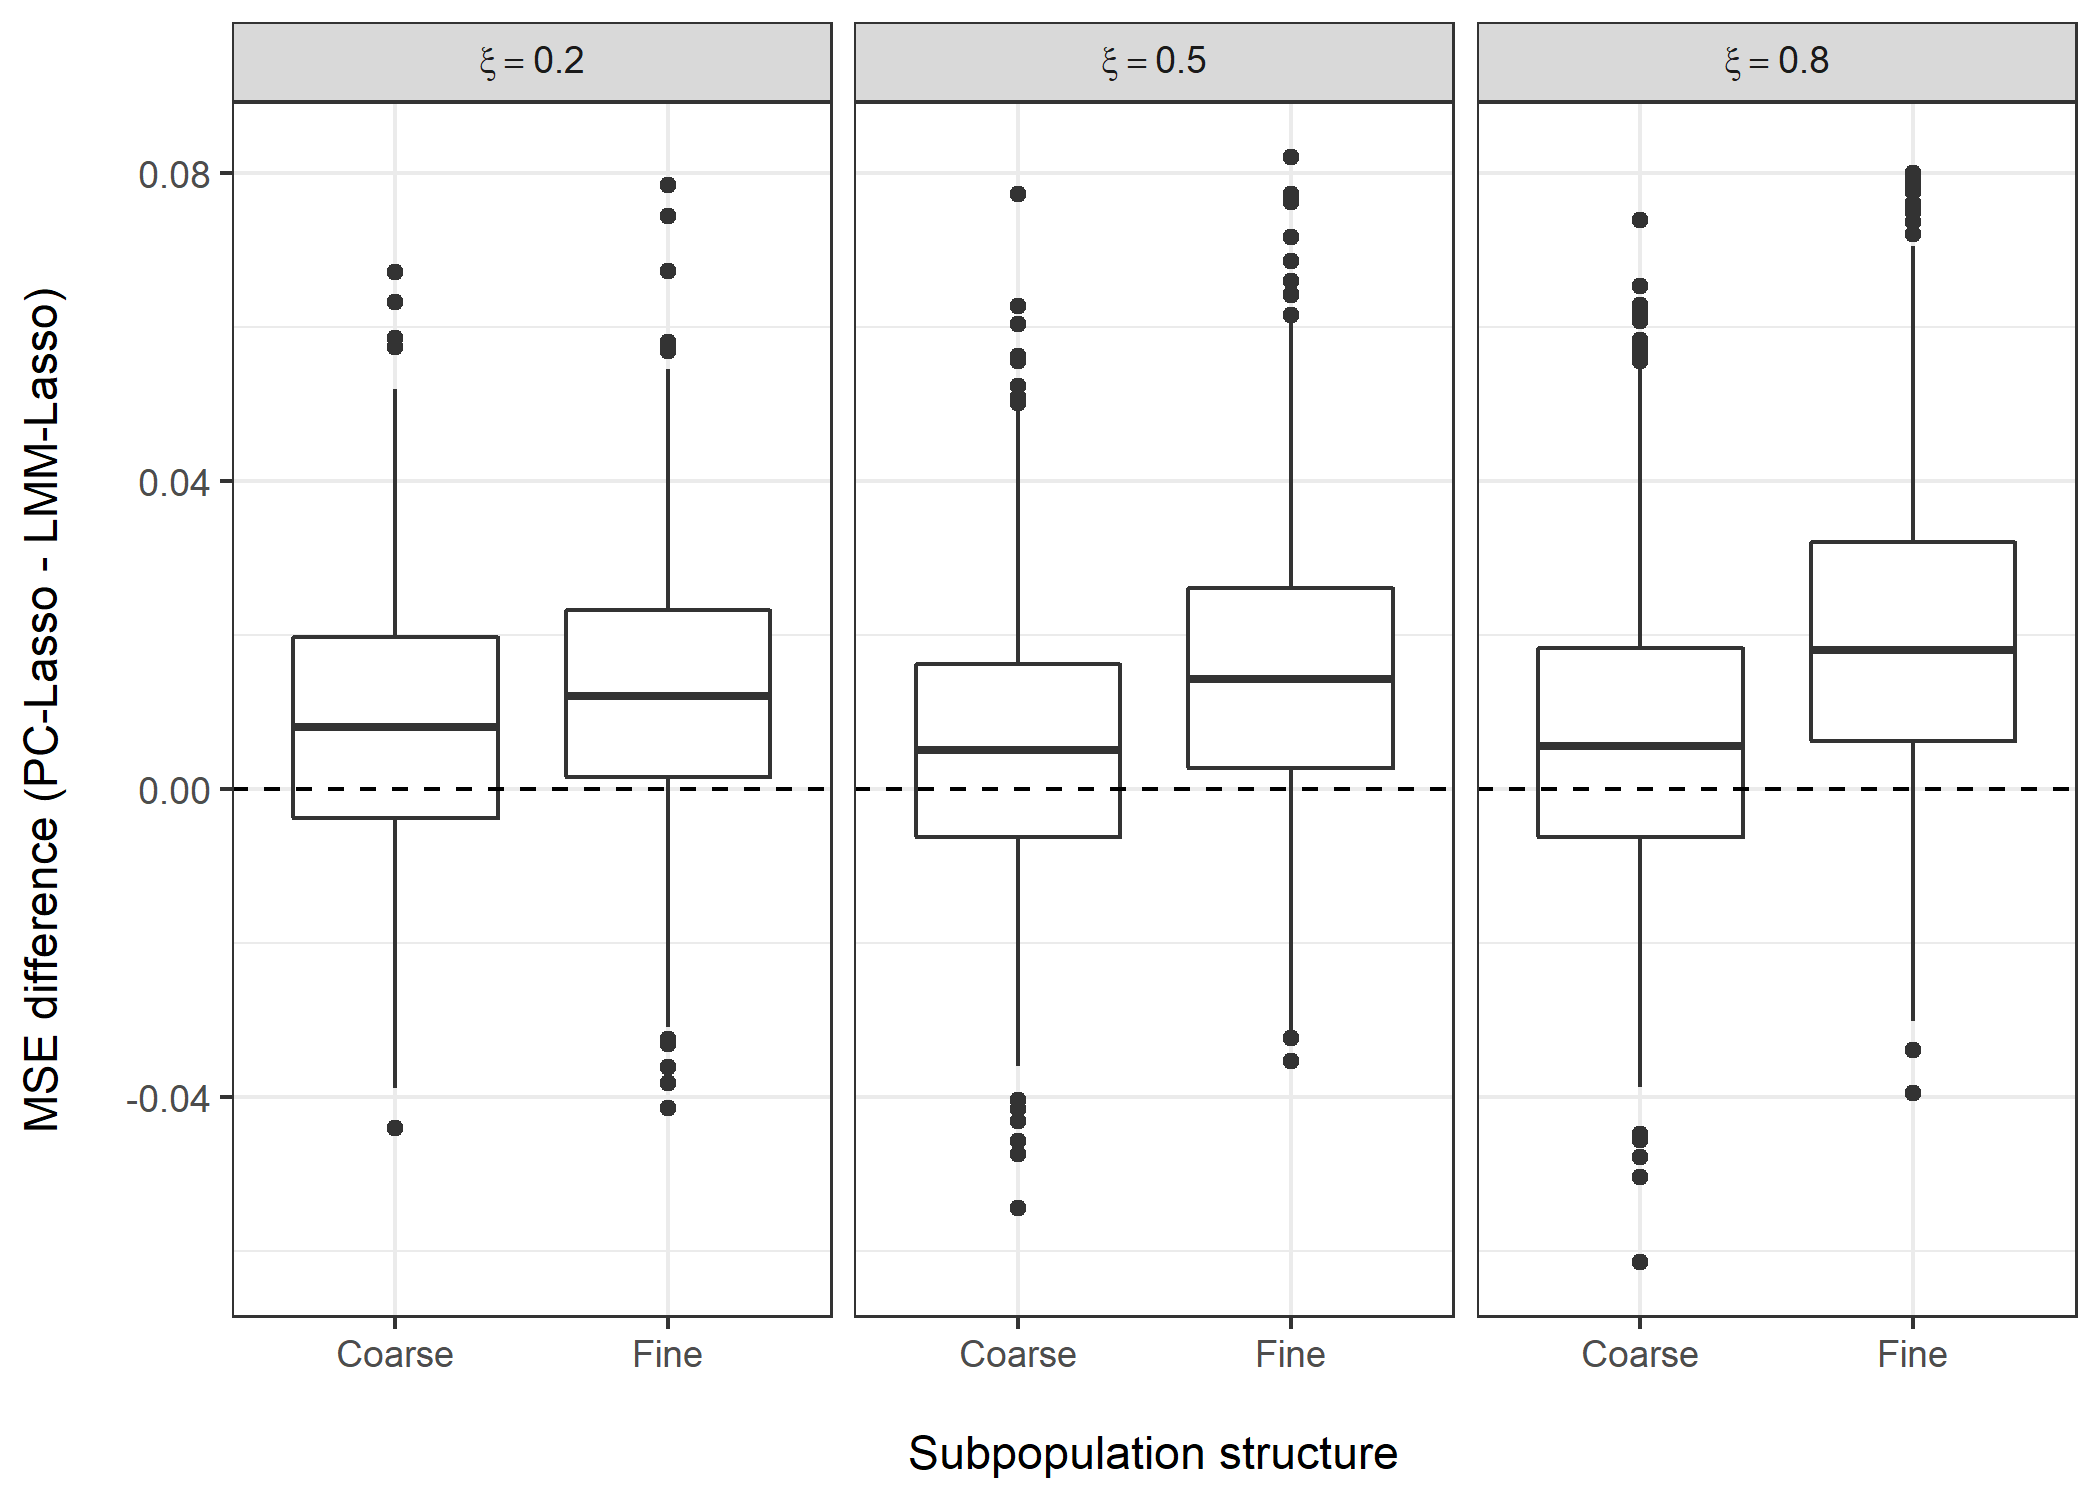 ξ = 0.2
ξ = 0.5
ξ = 0.8
MSE difference (PC-Lasso - LMM-Lasso)
0.08
0.04
0.00
-0.04
Coarse
Fine
Coarse
Fine
Coarse
Fine
Subpopulation structure